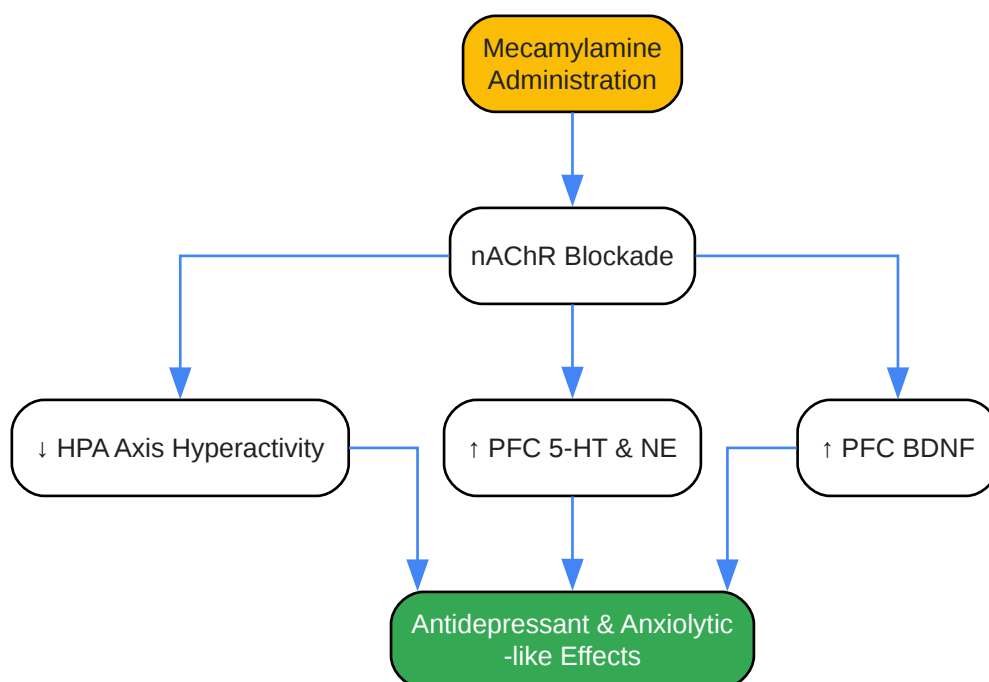 Mecamylamine
Administration
nAChR Blockade
↓ HPA Axis Hyperactivity
↑ PFC 5-HT & NE
↑ PFC BDNF
Antidepressant & Anxiolytic
-like Effects